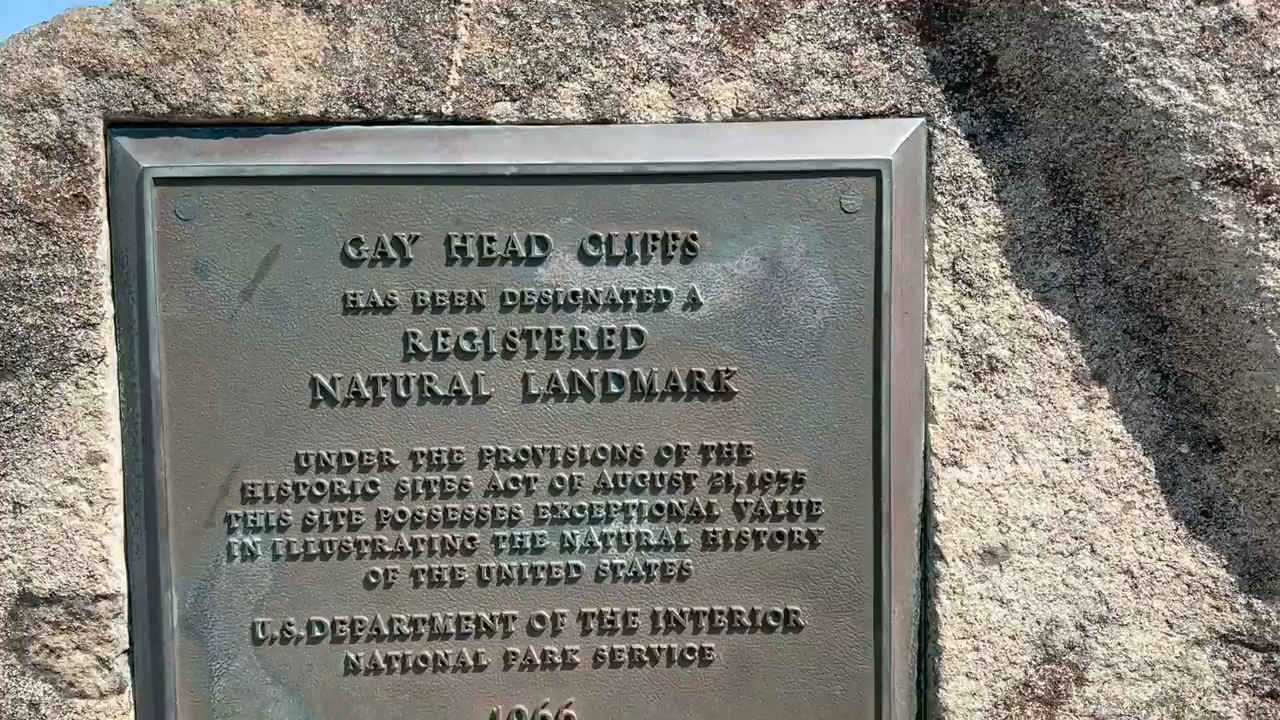 GAY HEAD CLIFFS
HAS BEEN DESIGNATED A
REGISTERED
NATURAL LANDMARK
UNDER THE PROVISIONS OF THE
HISTORIC SITES ACT OF AUGUST 21, 1935
THIS SITE POSSESSES EXCEPTIONAL VALUE
IN ILLUSTRATING THE NATURAL HISTORY
OF THE UNITED STATES
U.S. DEPARTMENT OF THE INTERIOR
NATIONAL PARK SERVICE
1966